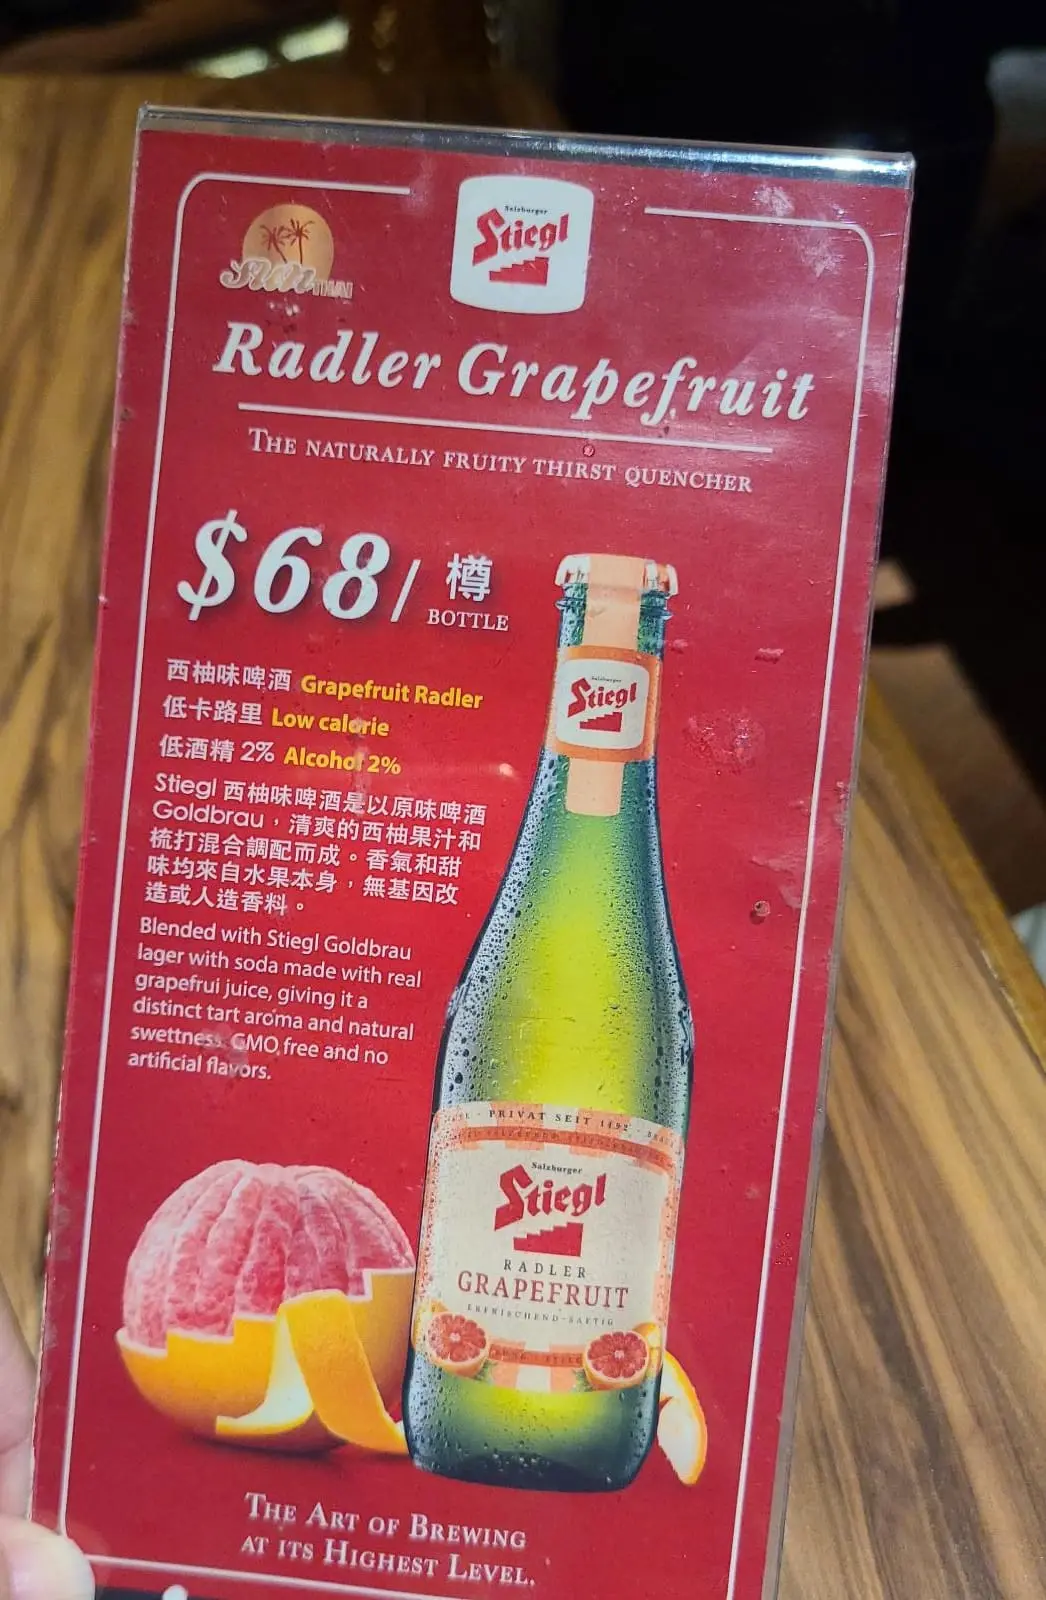 Sun THAI
Salzburger
Stiegl
Radler Grapefruit
THE NATURALLY FRUITY THIRST QUENCHER
$68/ 樽
BOTTLE
西柚味啤酒 Grapefruit Radler
低卡路里 Low calorie
低酒精 2% Alcohol 2%
Stiegl 西柚味啤酒是以原味啤酒
Goldbrau，清爽的西柚果汁和
梳打混合調配而成。香氣和甜
味均來自水果本身，無基因改
造或人造香料。
Blended with Stiegl Goldbrau
lager with soda made with real
grapefrui juice, giving it a
distinct tart aroma and natural
swettness. GMO free and no
artificial flavors.
Salzburger
Stiegl
PRIVAT SEIT 1492
Salzburger
Stiegl
RADLER
GRAPEFRUIT
ERFRISCHEND-SAFTIG
THE ART OF BREWING
AT ITS HIGHEST LEVEL.